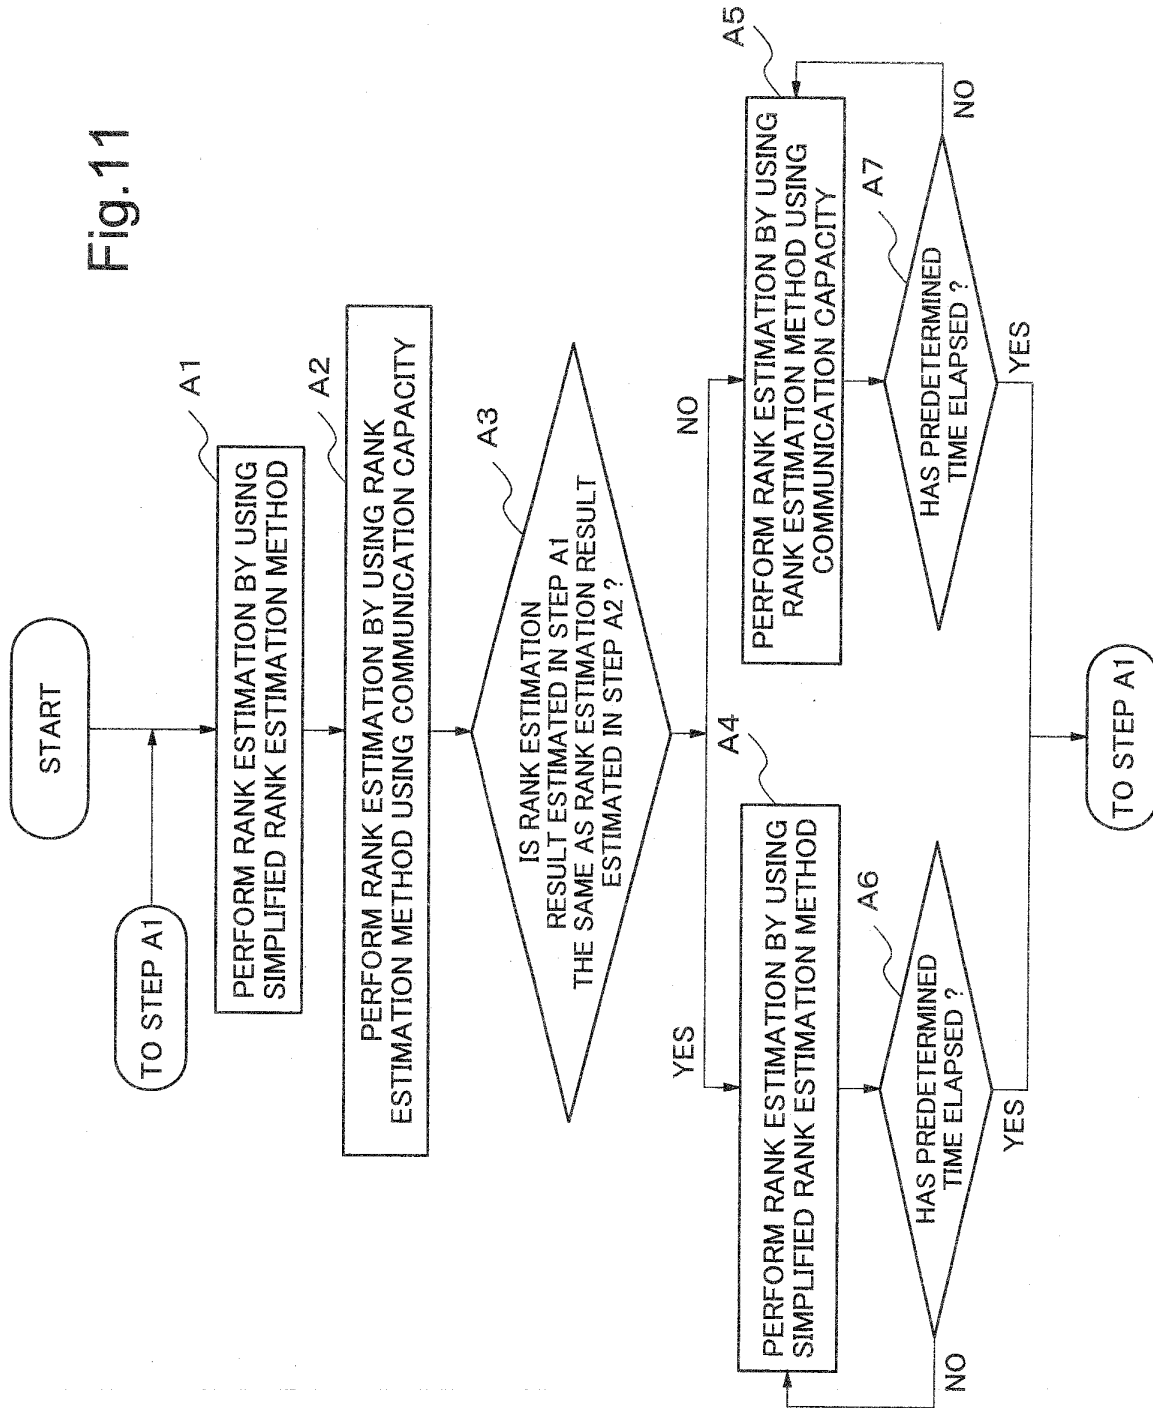 Fig.11
START
TO STEP A1
A1
PERFORM RANK ESTIMATION BY USING
SIMPLIFIED RANK ESTIMATION METHOD
A2
PERFORM RANK ESTIMATION BY USING RANK
ESTIMATION METHOD USING COMMUNICATION CAPACITY
A3
IS RANK ESTIMATION
RESULT ESTIMATED IN STEP A1
THE SAME AS RANK ESTIMATION RESULT
ESTIMATED IN STEP A2 ?
YES
NO
A4
PERFORM RANK ESTIMATION BY USING
SIMPLIFIED RANK ESTIMATION METHOD
A5
PERFORM RANK ESTIMATION BY USING
RANK ESTIMATION METHOD USING
COMMUNICATION CAPACITY
A6
HAS PREDETERMINED
TIME ELAPSED ?
NO
YES
A7
HAS PREDETERMINED
TIME ELAPSED ?
NO
YES
TO STEP A1